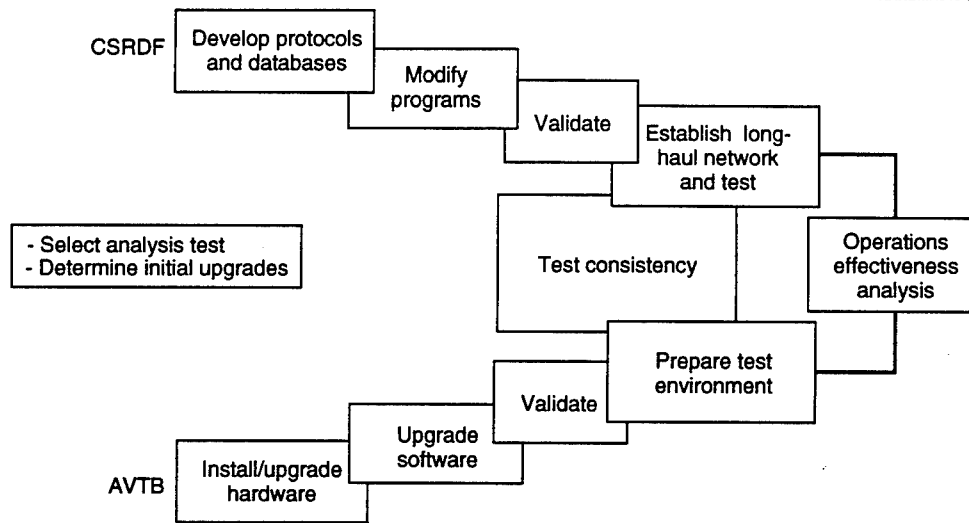 CSRDF
Develop protocols
and databases
Modify
programs
Validate
Establish long-
haul network
and test
- Select analysis test
- Determine initial upgrades
Test consistency
Operations
effectiveness
analysis
Prepare test
environment
Validate
Upgrade
software
AVTB
Install/upgrade
hardware